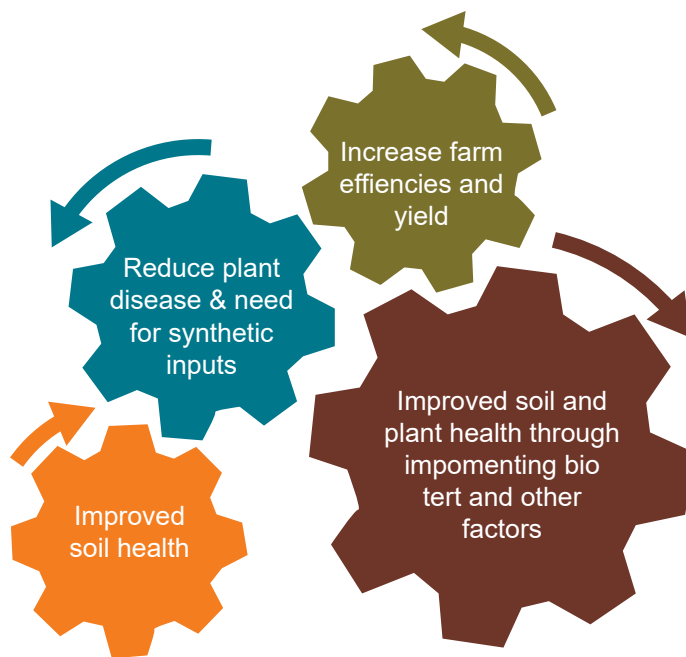 Increase farm
effiencies and
yield
Reduce plant
disease & need
for synthetic
inputs
Improved soil and
plant health through
impomenting bio
tert and other
factors
Improved
soil health